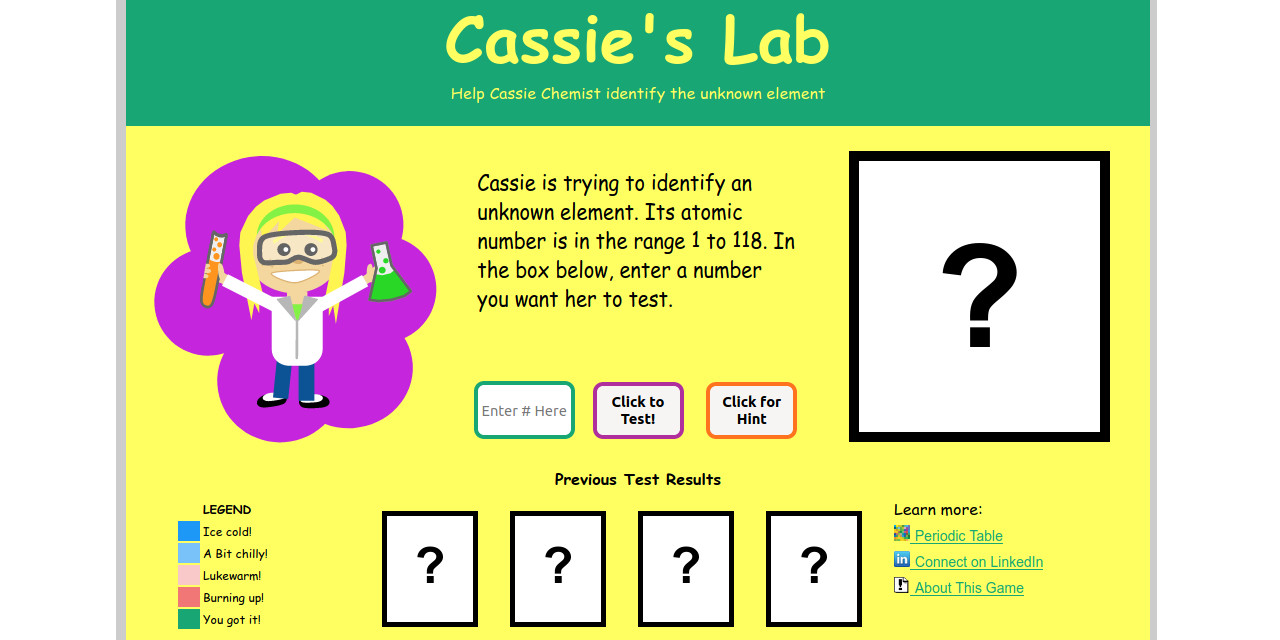 Cassie's Lab
Help Cassie Chemist identify the unknown element
Cassie is trying to identify an
unknown element. Its atomic
number is in the range 1 to 118. In
the box below, enter a number
you want her to test.
?
Enter # Here
Click to
Test!
Click for
Hint
Previous Test Results
LEGEND
Ice cold!
A Bit chilly!
Lukewarm!
Burning up!
You got it!
?
?
?
?
Learn more:
Periodic Table
in Connect on LinkedIn
! About This Game